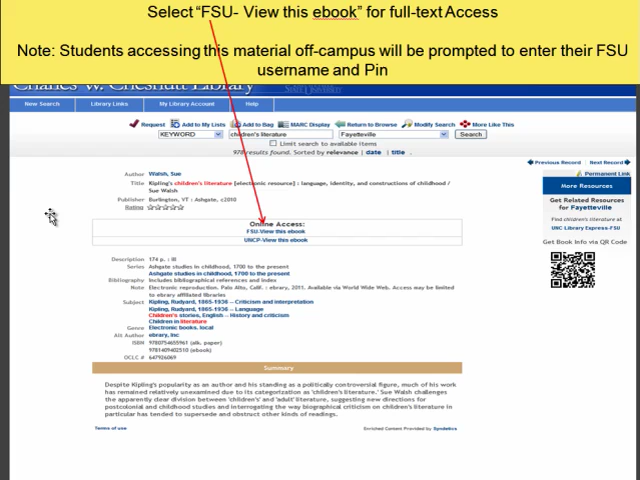 Select “FSU- View this ebook” for full-text Access
Note: Students accessing this material off-campus will be prompted to enter their FSU
username and Pin
Charles W. Chesnutt Library
New Search Library Links My Library Account Help
Request Add to My Lists Add to Bag MARC Display Return to Browse Modify Search More Like This
KEYWORD children's literature Fayetteville Search
Limit search to available items
978 results found. Sorted by relevance | date | title .
Previous Record Next Record
Permanent Link
More Resources
Get Related
Resources for
Fayetteville
Find children's literature at
UNC Library Express-FSU
Get Book Info via QR Code
Author Walsh, Sue
Title Kipling's children's literature [electronic resource] : language, identity, and constructions of childhood /
Sue Walsh
Publisher Burlington, VT : Ashgate, c2010
Rating
Online Access:
FSU-View this ebook
UNCP-View this ebook
Description 174 p. : ill
Series Ashgate studies in childhood, 1700 to the present
Ashgate studies in childhood, 1700 to the present
Bibliography Includes bibliographical references and index
Note Electronic reproduction. Palo Alto, Calif. : ebrary, 2011. Available via World Wide Web. Access may be limited
to ebrary affiliated libraries
Subject Kipling, Rudyard, 1865-1936 -- Criticism and interpretation
Kipling, Rudyard, 1865-1936 -- Language
Children's stories, English -- History and criticism
Children in literature
Genre Electronic books. local
Alt Author ebrary, Inc
ISBN 9780754655961 (alk. paper)
9781409402510 (ebook)
OCLC # 647926069
Summary
Despite Kipling's popularity as an author and his standing as a politically controversial figure, much of his work
has remained relatively unexamined due to its categorization as 'children's literature.' Sue Walsh challenges
the apparently clear division between 'children's' and 'adult' literature, suggesting new directions for
postcolonial and childhood studies and interrogating the way biographical criticism on children's literature in
particular has tended to supersede and obstruct other kinds of readings.
Terms of use Enriched Content Provided by Syndetics